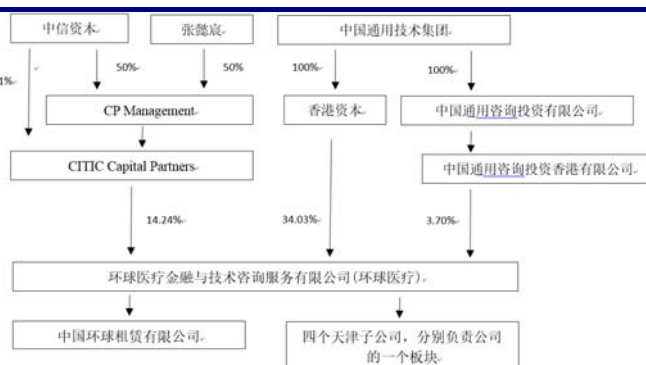 中信资本
张懿宸
中国通用技术集团
1%
50%
50%
100%
100%
CP Management
香港资本
中国通用咨询投资有限公司
CITIC Capital Partners
中国通用咨询投资香港有限公司
14.24%
34.03%
3.70%
环球医疗金融与技术咨询服务有限公司(环球医疗)
中国环球租赁有限公司
四个天津子公司，分别负责公司
的一个板块